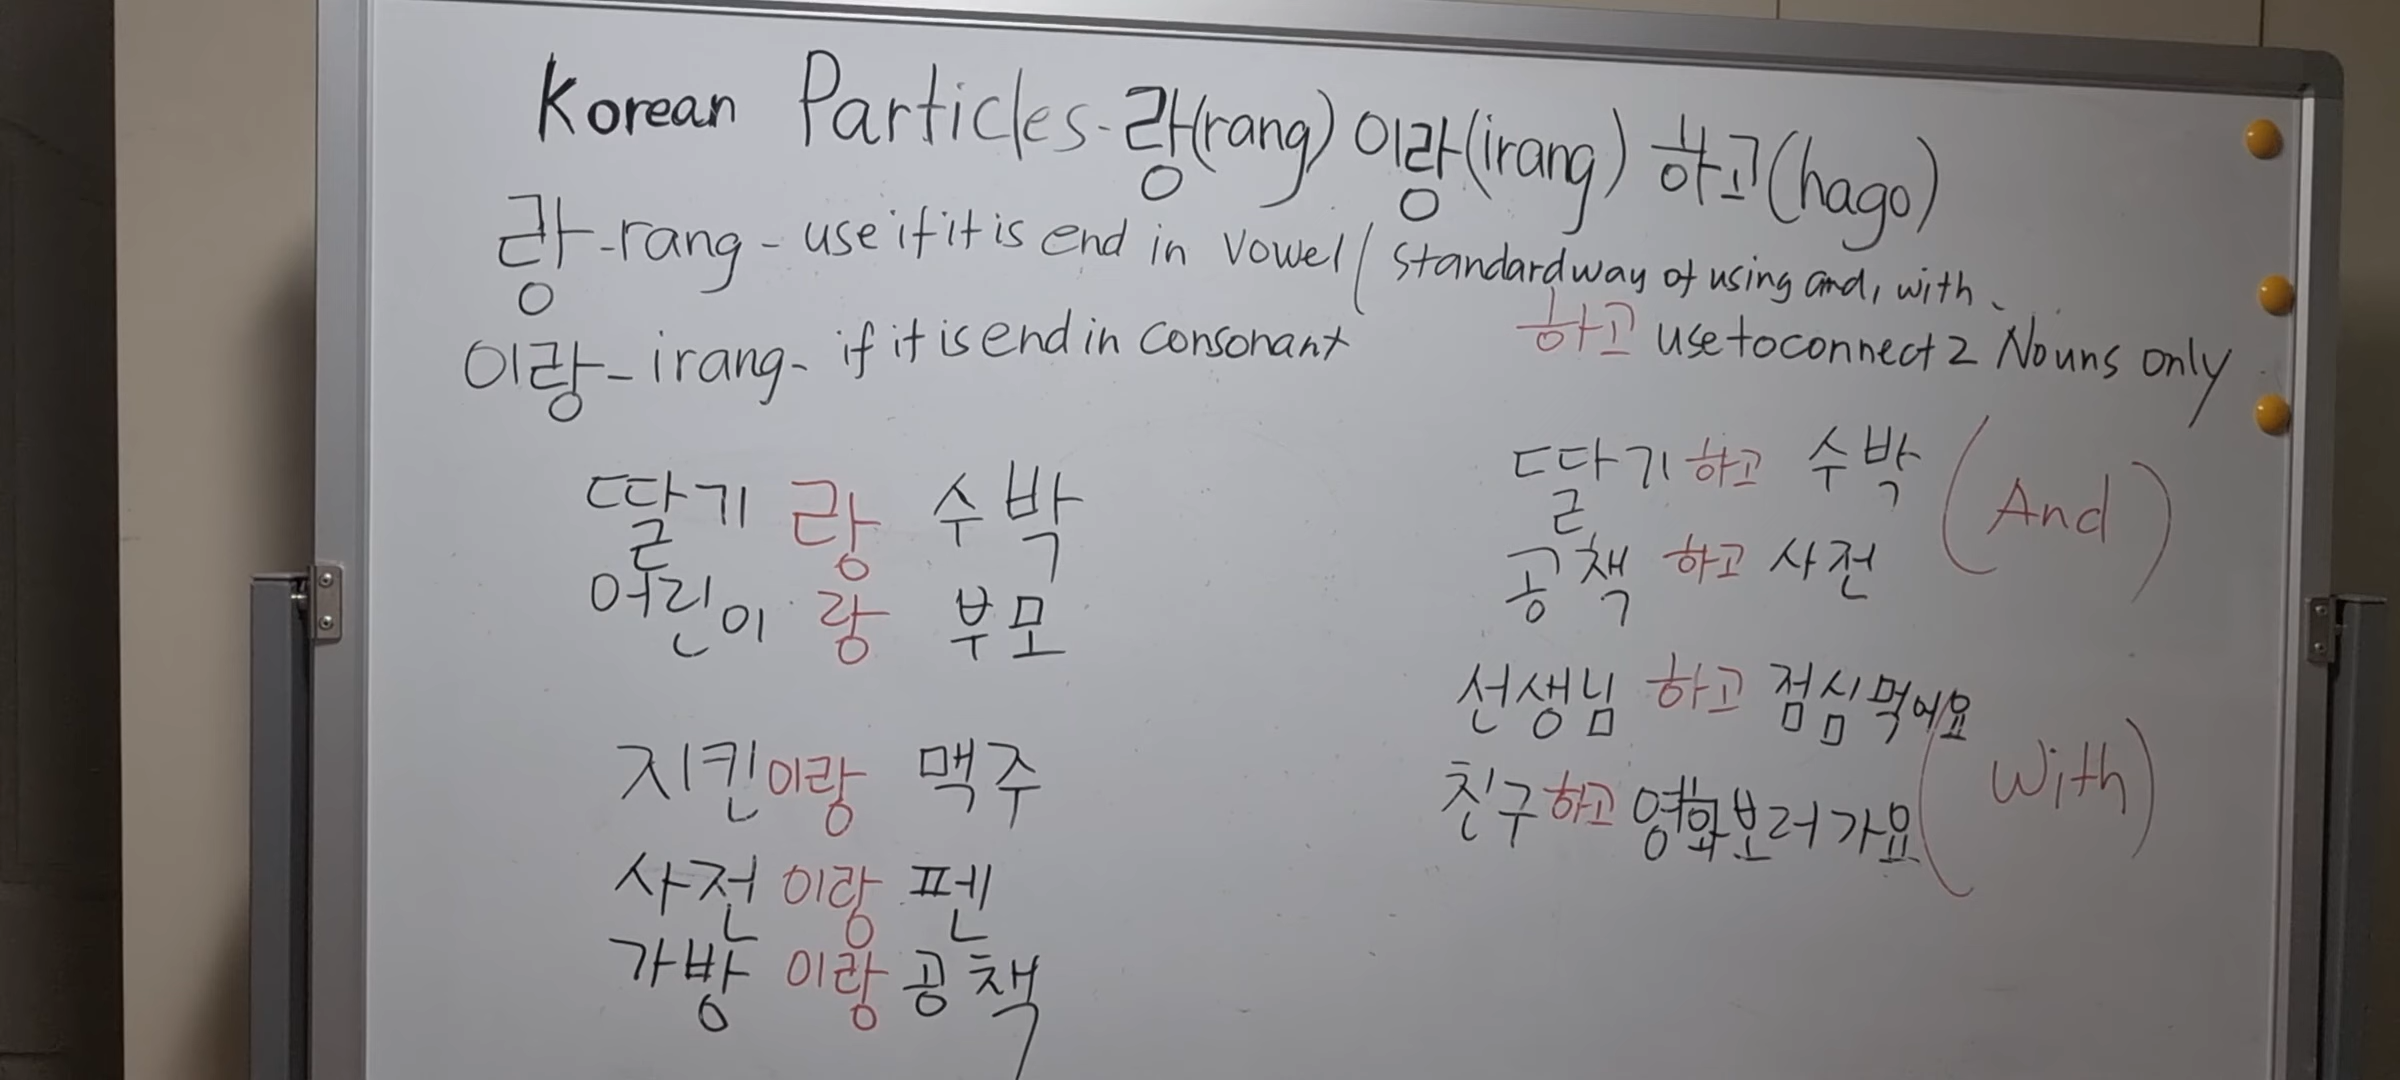 Korean Particles-랑(rang) 이랑(irang) 하고(hago)
랑-rang- use if it is end in vowel / Standard way of using and, with.
이랑- irang- if it is end in consonant
하고 use to connect 2 Nouns only
딸기 랑 수박
어린이 랑 부모
지킨이랑 맥주
사전 이랑 펜
가방 이랑 공책
딸기 하고 수박
공책 하고 사전
(And)
선생님 하고 점심먹어요
친구하고 영화보러가요
(With)